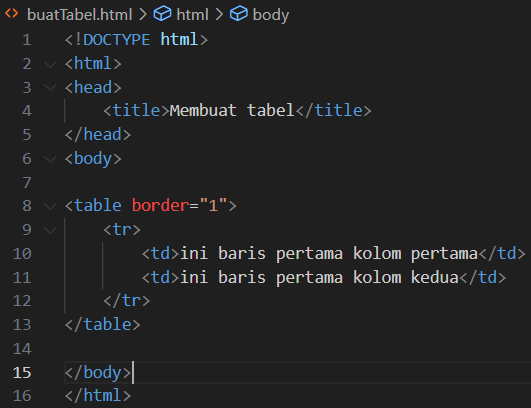 buatTabel.html > html > body
1 <!DOCTYPE html>
2 <html>
3 <head>
4     <title>Membuat tabel</title>
5 </head>
6 <body>
7
8 <table border="1">
9     <tr>
10         <td>ini baris pertama kolom pertama</td>
11         <td>ini baris pertama kolom kedua</td>
12     </tr>
13 </table>
14
15 </body>
16 </html>